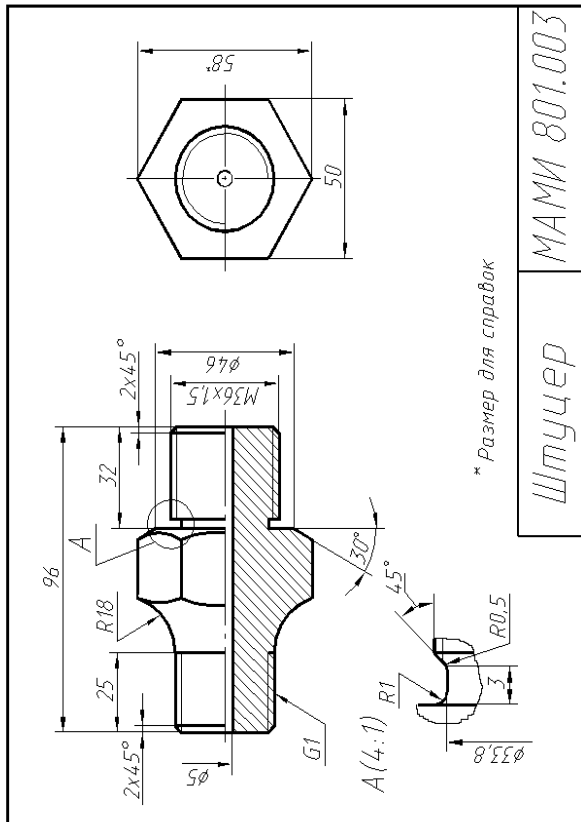 58*
50
96
32
25
2x45°
2x45°
M36x1,5
ø46
А
R18
30°
ø5
G1
А(4:1)
45°
R1
R0,5
3
ø33,8
* Размер для справок
Штуцер
МАМИ 801.003